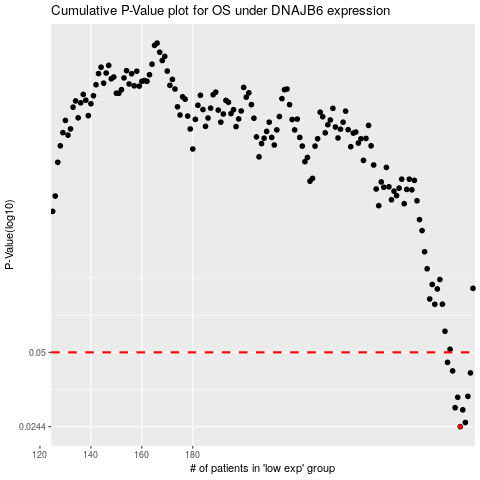 Cumulative P-Value plot for OS under DNAJB6 expression
P-Value(log10)
0.05
0.0244
120 140 160 180
# of patients in 'low exp' group